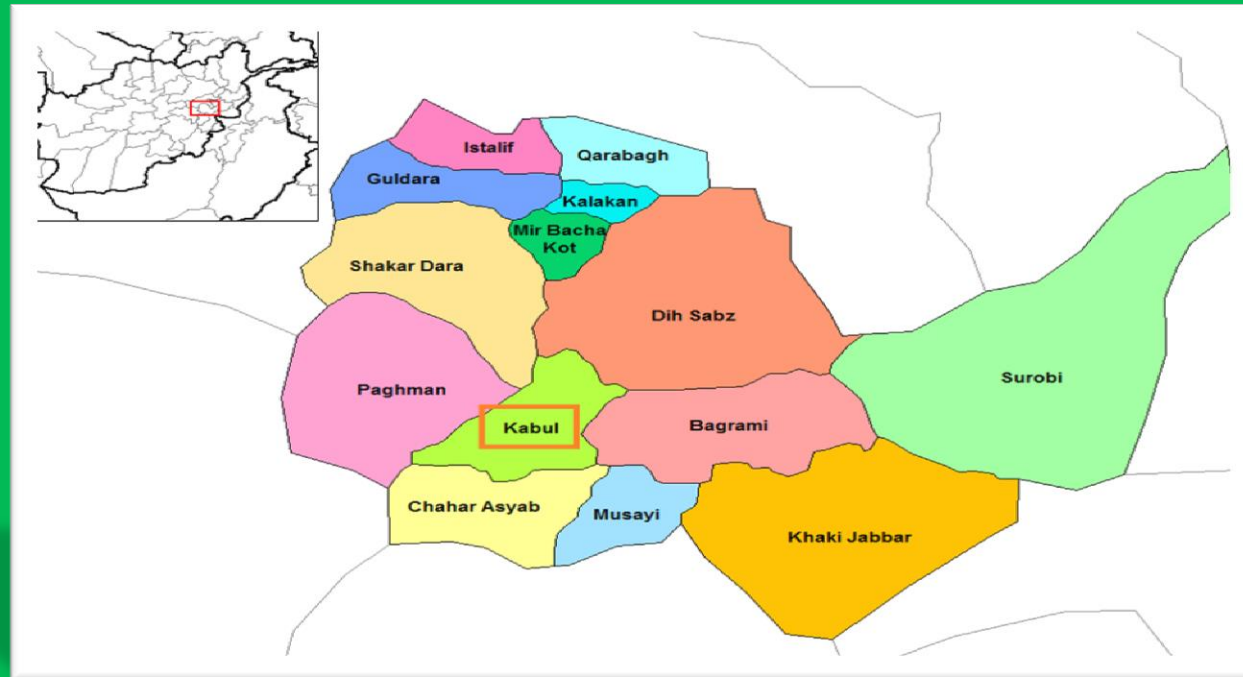 Istalif
Qarabagh
Guldara
Kalakan
Mir Bacha
Kot
Shakar Dara
Dih Sabz
Surobi
Paghman
Kabul
Bagrami
Chahar Asyab
Musayi
Khaki Jabbar